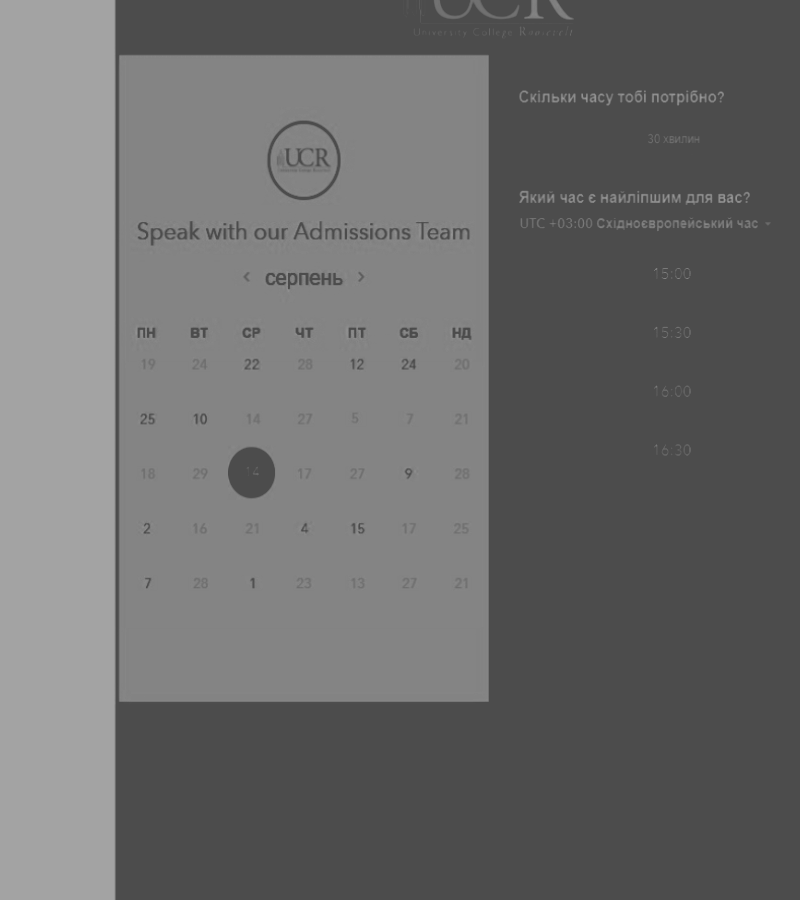 UCR
University College Roosevelt
UCR
Speak with our Admissions Team
‹ серпень ›
ПН ВТ СР ЧТ ПТ СБ НД
19 24 22 28 12 24 20
25 10 14 27 5 7 21
18 29 14 17 27 9 28
2 16 21 4 15 17 25
7 28 1 23 13 27 21
Скільки часу тобі потрібно?
30 хвилин
Який час є найліпшим для вас?
UTC +03:00 Східноєвропейський час
15:00
15:30
16:00
16:30